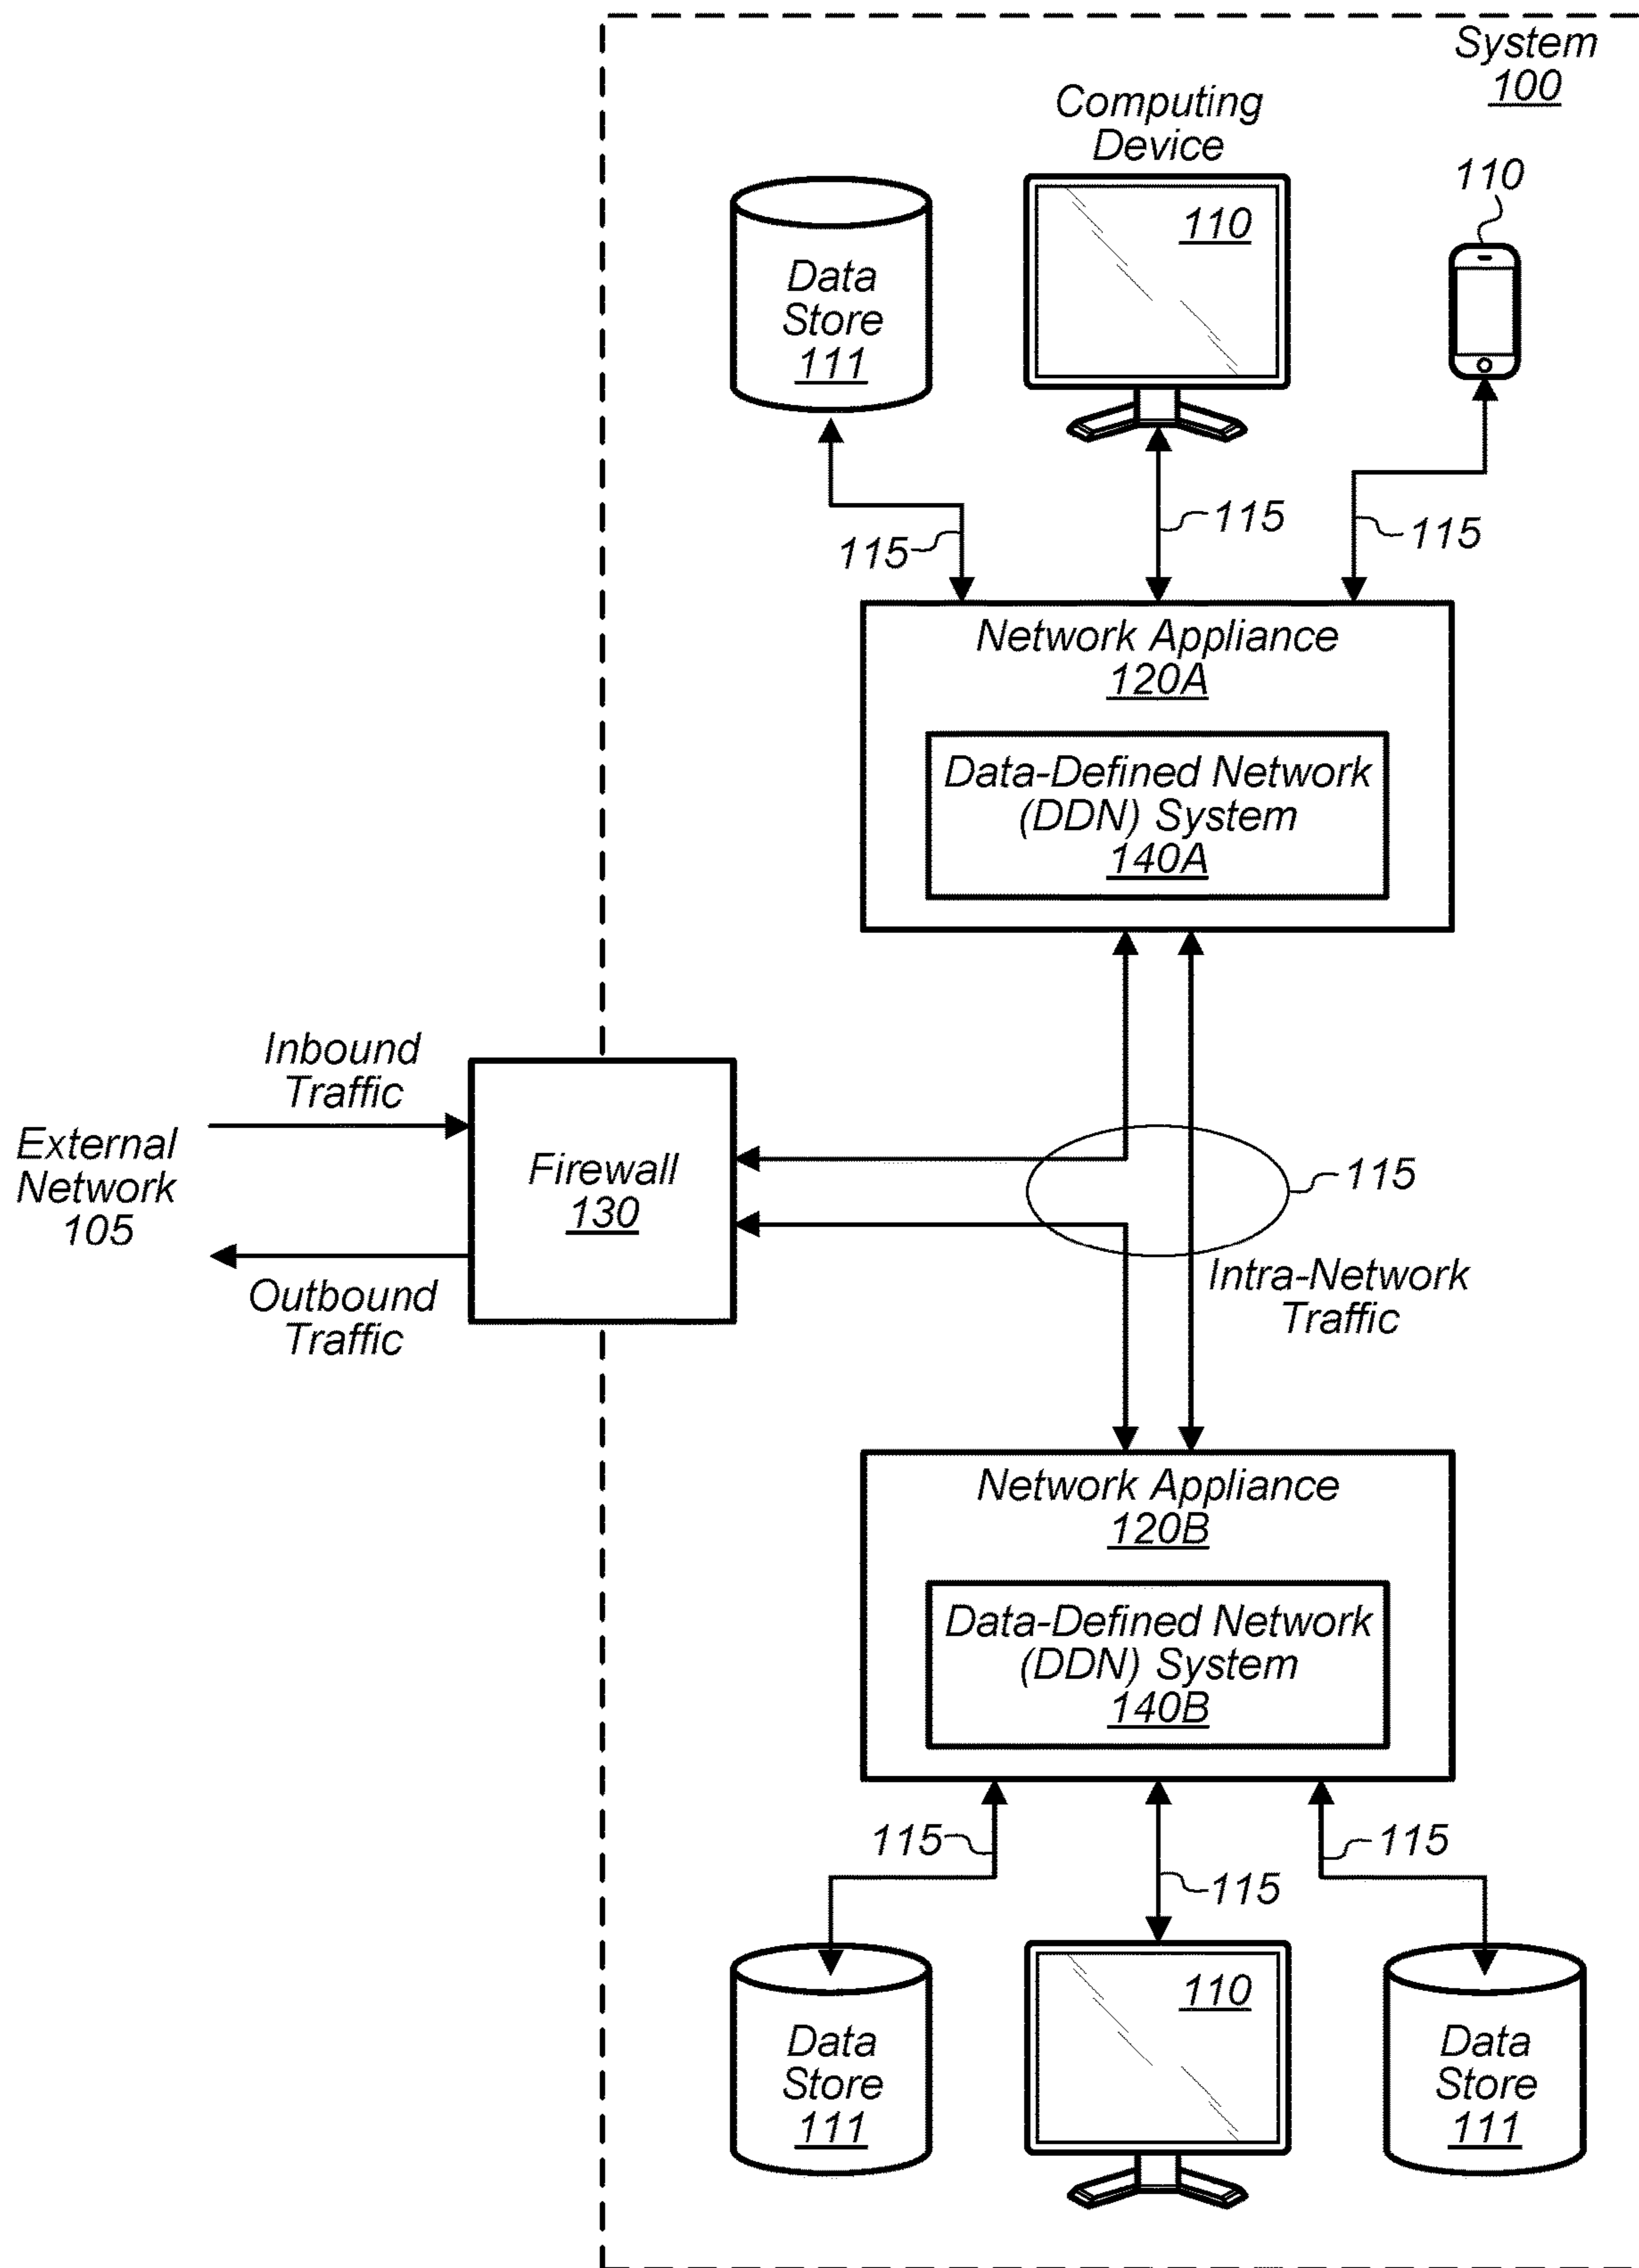 System
100
Computing
Device
110
110
Data
Store
111
115
115
115
Network Appliance
120A
Data-Defined Network
(DDN) System
140A
Inbound
Traffic
External
Network
105
Firewall
130
115
Outbound
Traffic
Intra-Network
Traffic
Network Appliance
120B
Data-Defined Network
(DDN) System
140B
115
115
115
Data
Store
111
110
Data
Store
111